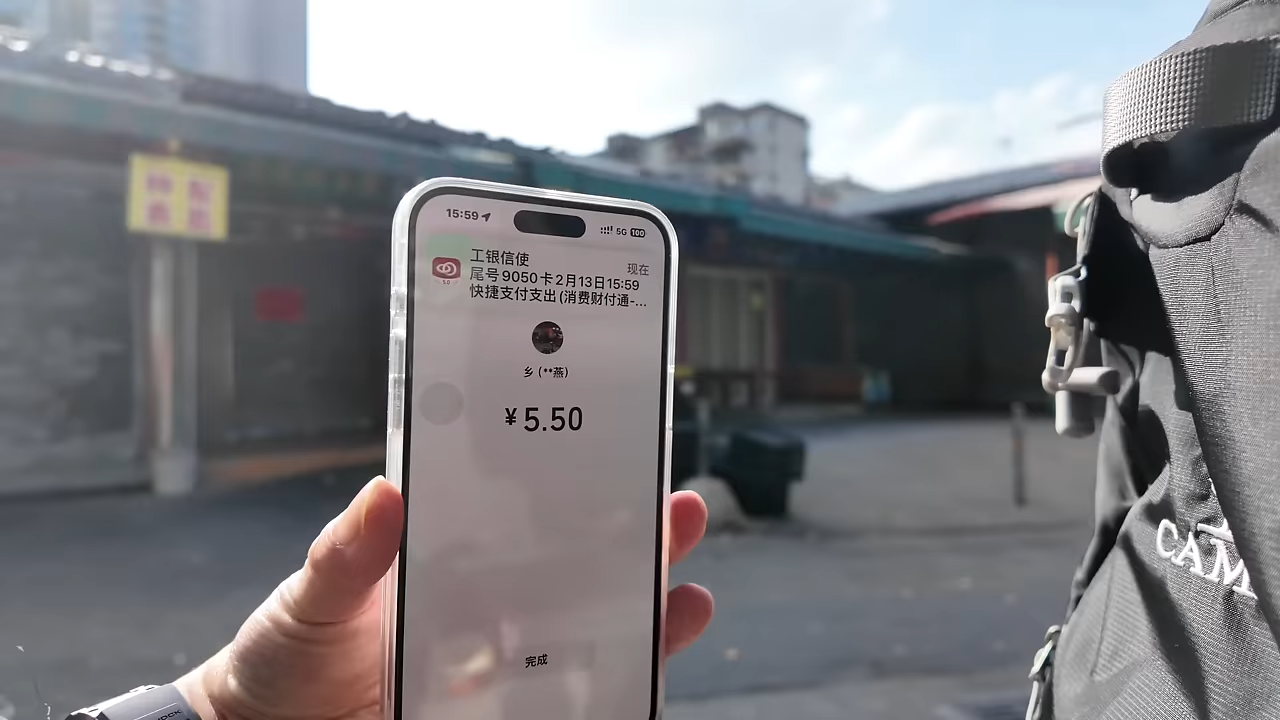 15:59
5G 100
工银信使
现在
尾号9050卡2月13日15:59
快捷支付支出(消费财付通-...
乡(**燕)
¥5.50
完成
CAM